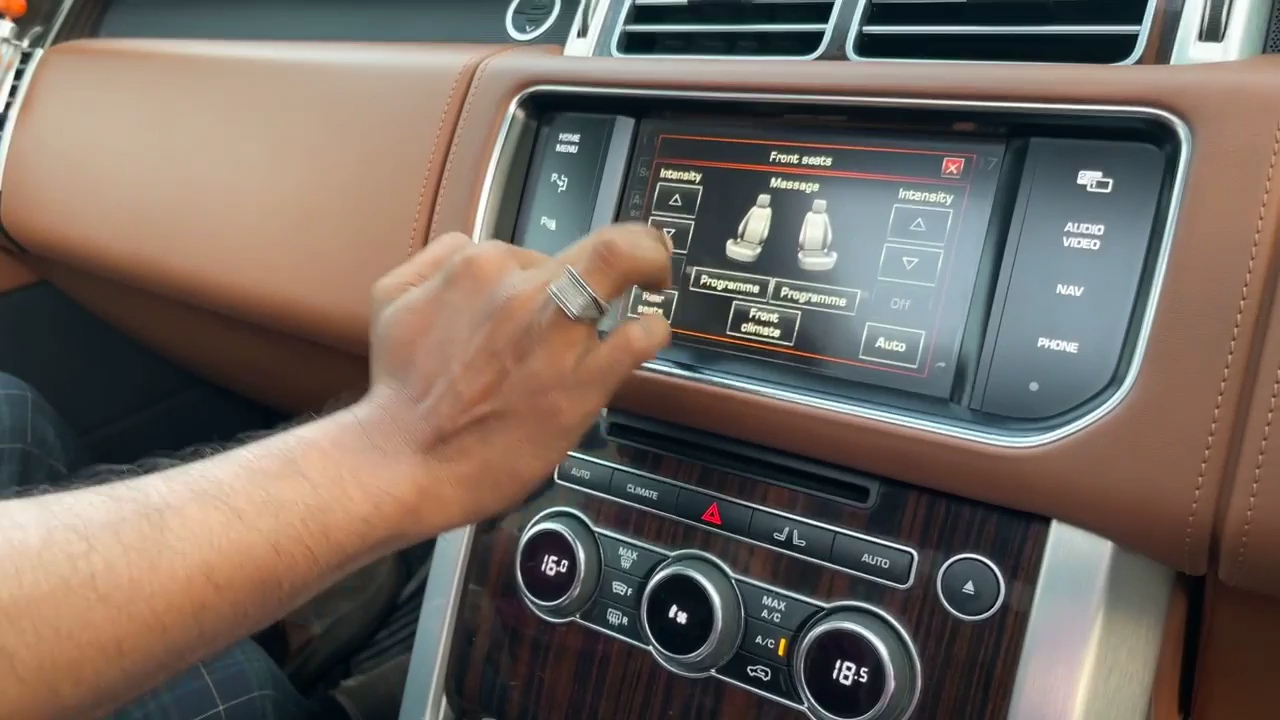 HOME
MENU
Front seats
Intensity
Massage
Intensity
Programme
Programme
Rear
seats
Front
climate
Off
Auto
AUDIO
VIDEO
NAV
PHONE
AUTO
CLIMATE
AUTO
16.0
MAX
F
R
MAX
A/C
A/C
18.5